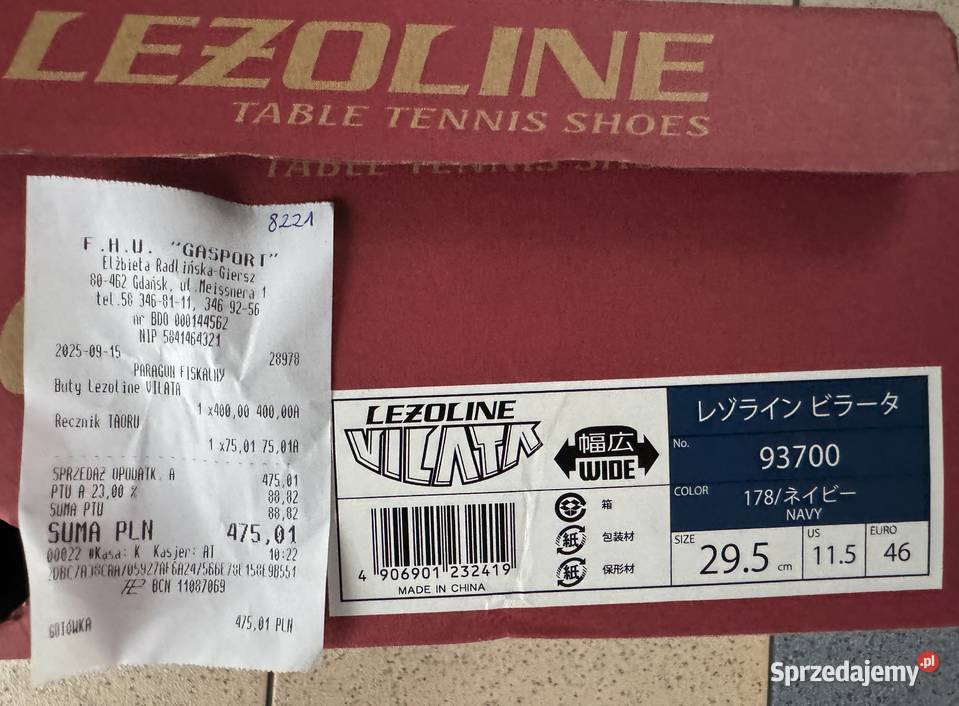 LEZOLINE
TABLE TENNIS SHOES
8221
F.H.U. "GASPORT"
Elżbieta Radlińska-Giersz
80-462 Gdańsk, ul.Meissnera 1
tel.58 346-81-11, 346 92-56
nr BDO 000144562
NIP 5841464321
2025-09-15 28978
PARAGON FISKALNY
Buty Lezoline VILATA
1 x400,00 400,00A
Recznik TAORU
1 x75,01 75,01A
SPRZEDAŻ OPODATK. A 475,01
PTU A 23,00 % 88,82
SUMA PTU 88,82
SUMA PLN 475,01
00022 #Kasa: K Kasjer: AT 10:22
BCN 11087069
GOTÓWKA 475,01 PLN
LEZOLINE
VILATA
幅広
WIDE
箱
紙 包装材
紙 保形材
4 906901 232419
MADE IN CHINA
レゾライン ビラータ
No. 93700
COLOR 178/ネイビー
NAVY
SIZE 29.5 cm
US 11.5
EURO 46
Sprzedajemy.pl